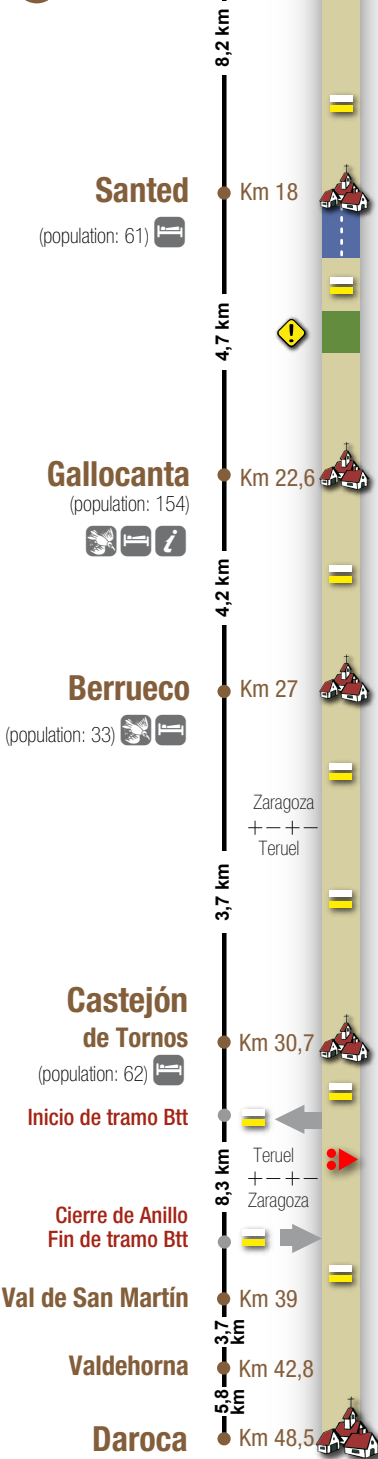 8,2 km
Santed
Km 18
(population: 61)
4,7 km
Gallocanta
Km 22,6
(population: 154)
i
4,2 km
Berrueco
Km 27
(population: 33)
Zaragoza
Teruel
3,7 km
Castejón
de Tornos
Km 30,7
(population: 62)
Inicio de tramo Btt
8,3 km
Teruel
Zaragoza
Cierre de Anillo
Fin de tramo Btt
Val de San Martín
Km 39
3,7
km
Valdehorna
Km 42,8
5,8
km
Daroca
Km 48,5